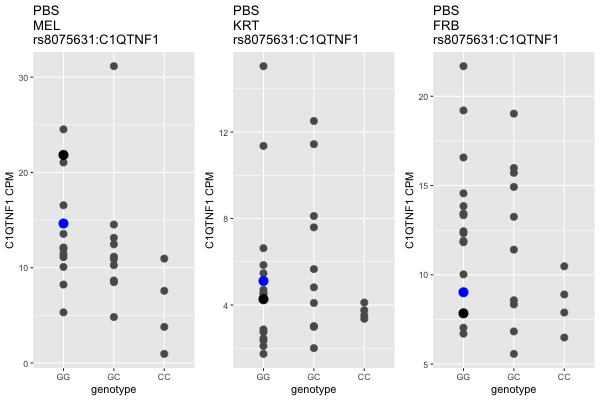 PBS
MEL
rs8075631:C1QTNF1
30
20
10
0
C1QTNF1 CPM
GG GC CC
genotype
PBS
KRT
rs8075631:C1QTNF1
12
8
4
C1QTNF1 CPM
GG GC CC
genotype
PBS
FRB
rs8075631:C1QTNF1
20
15
10
5
C1QTNF1 CPM
GG GC CC
genotype